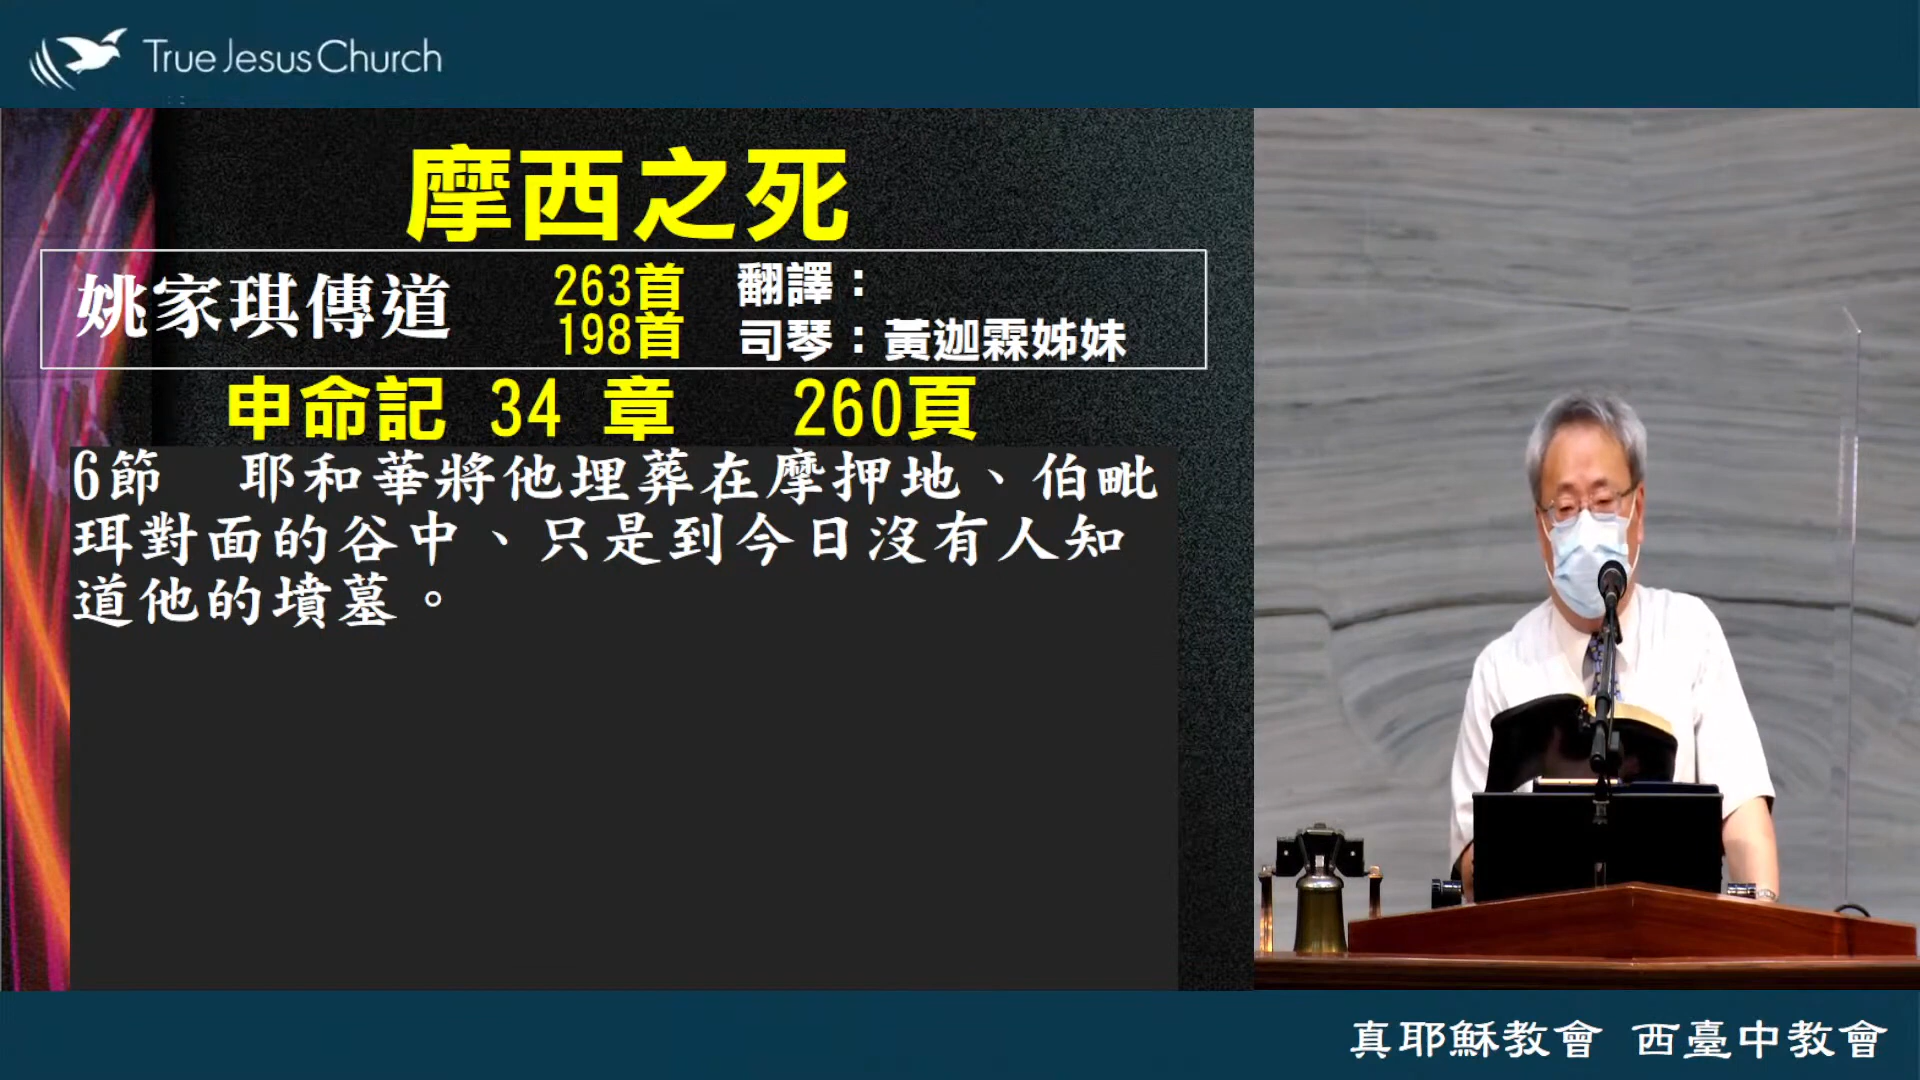 True Jesus Church
摩西之死
姚家琪傳道
263首
198首
翻譯：
司琴：黃迦霖姊妹
申命記 34 章 260頁
6節 耶和華將他埋葬在摩押地、伯毗
珥對面的谷中、只是到今日沒有人知
道他的墳墓。
真耶穌教會 西臺中教會